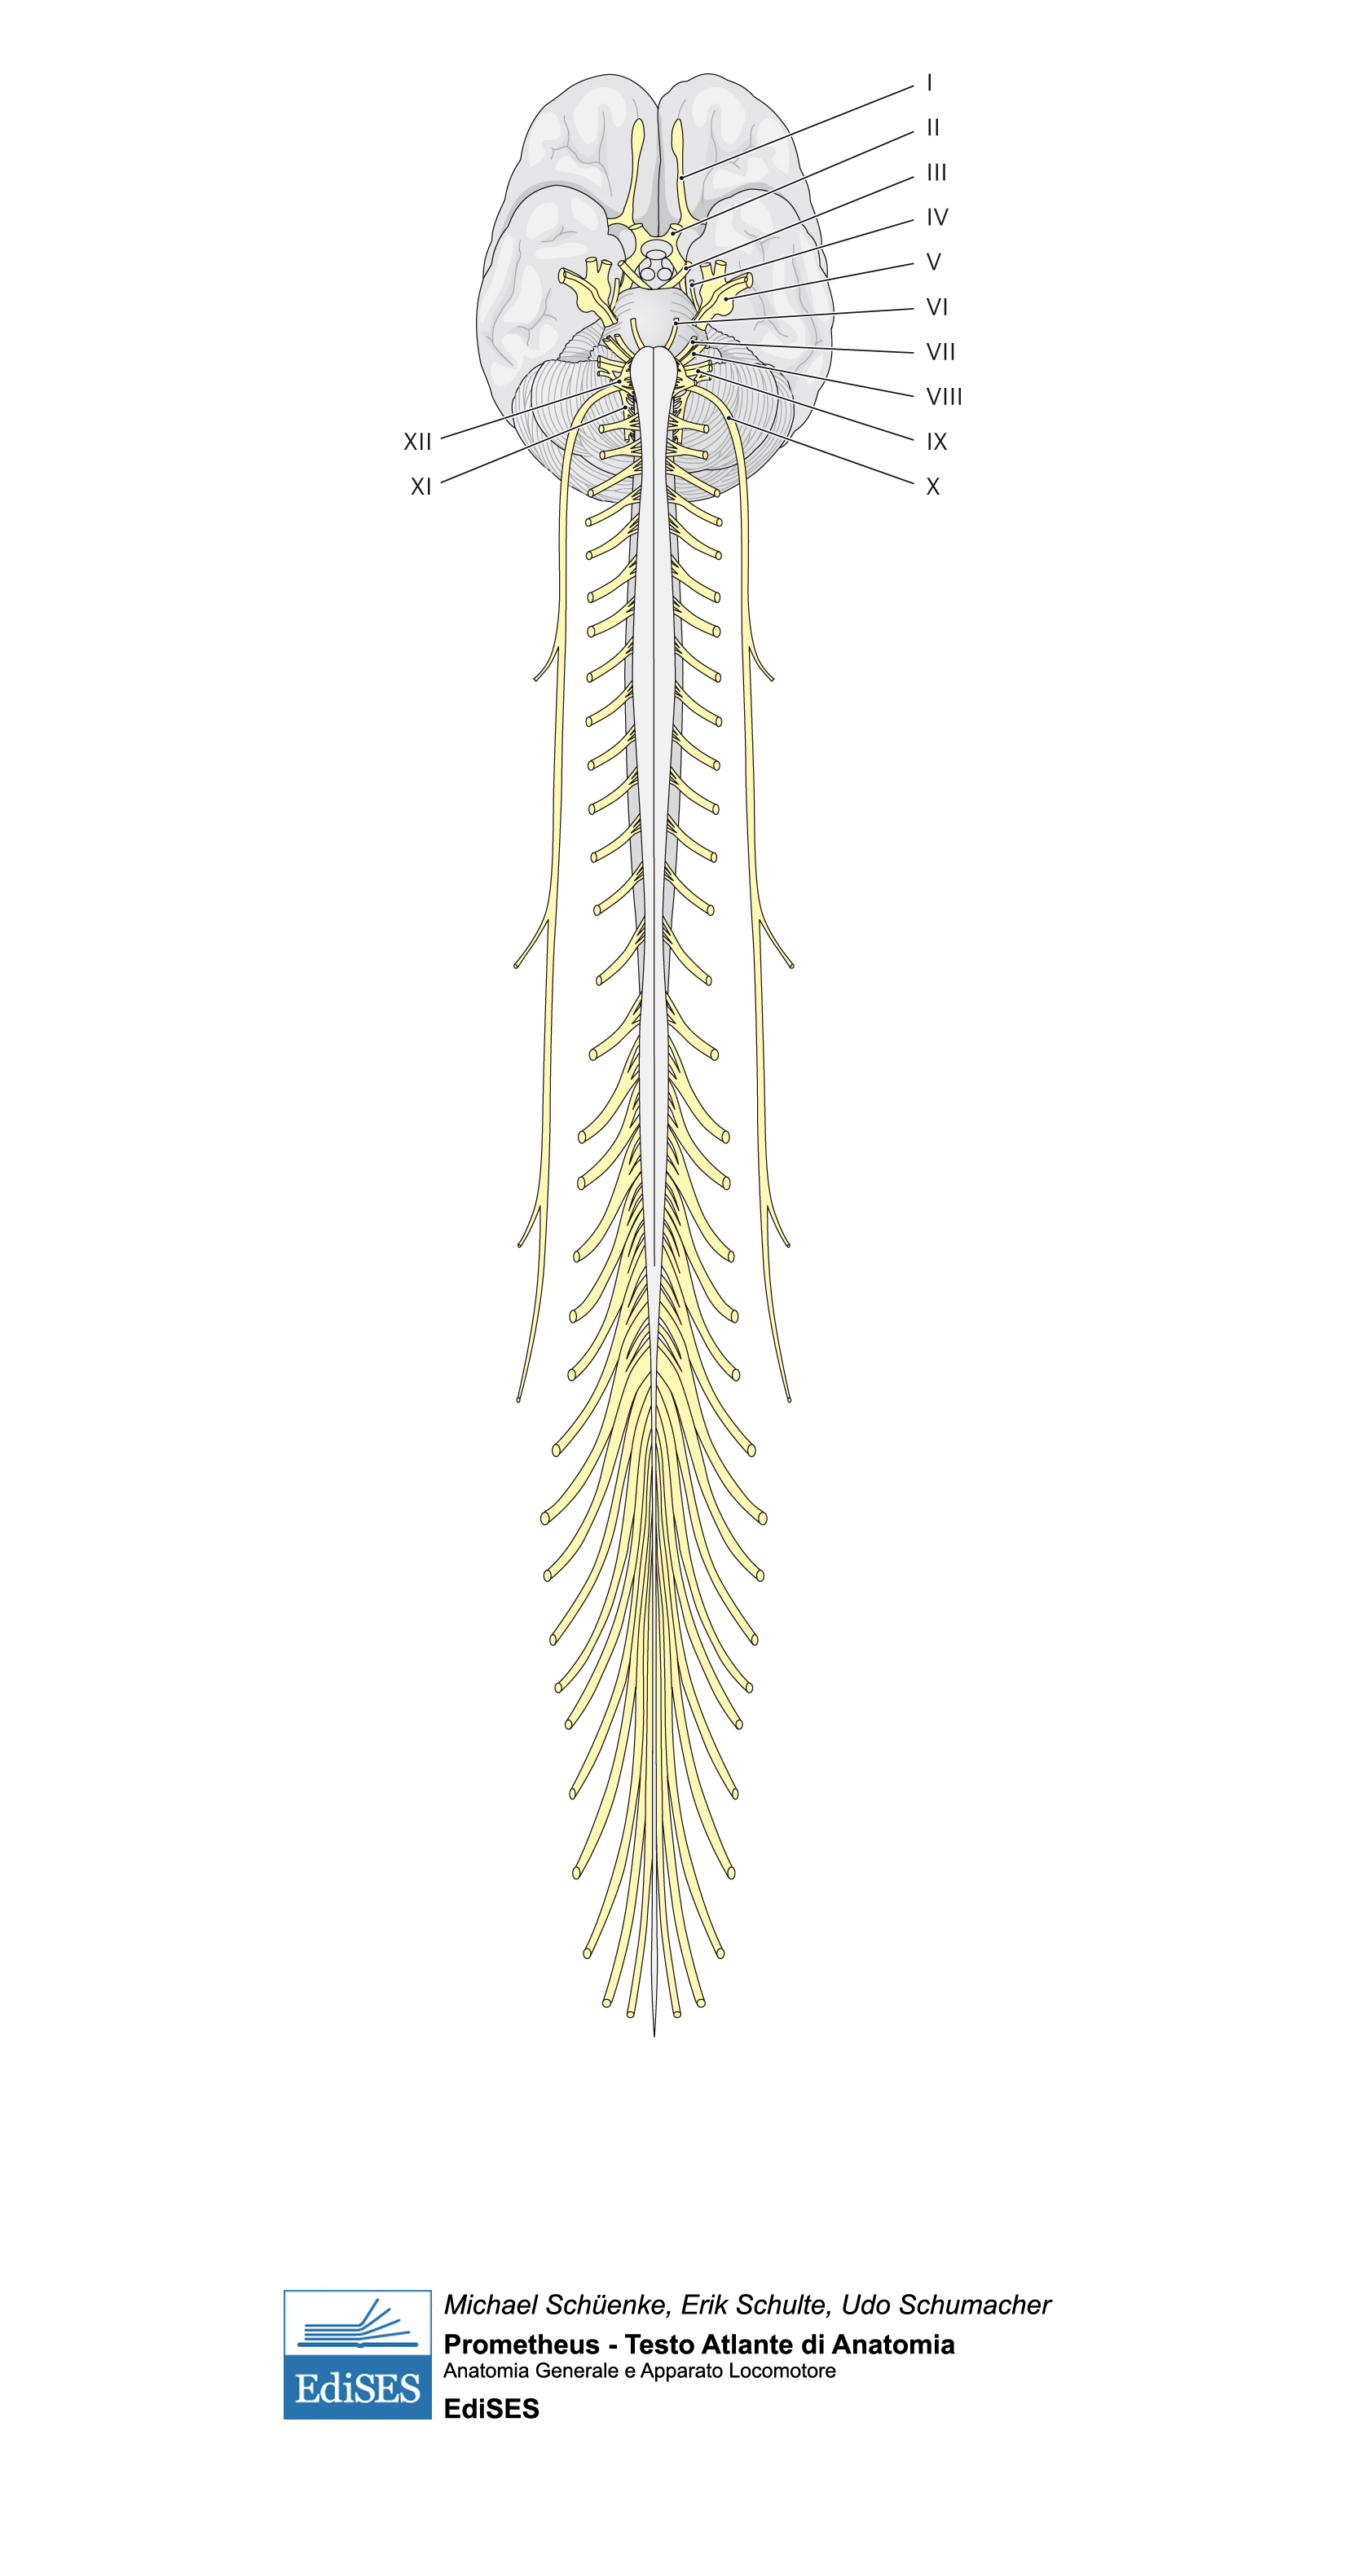 I
II
III
IV
V
VI
VII
VIII
XII
IX
XI
X
Michael Schüenke, Erik Schulte, Udo Schumacher
Prometheus - Testo Atlante di Anatomia
Anatomia Generale e Apparato Locomotore
EdiSES
EdiSES